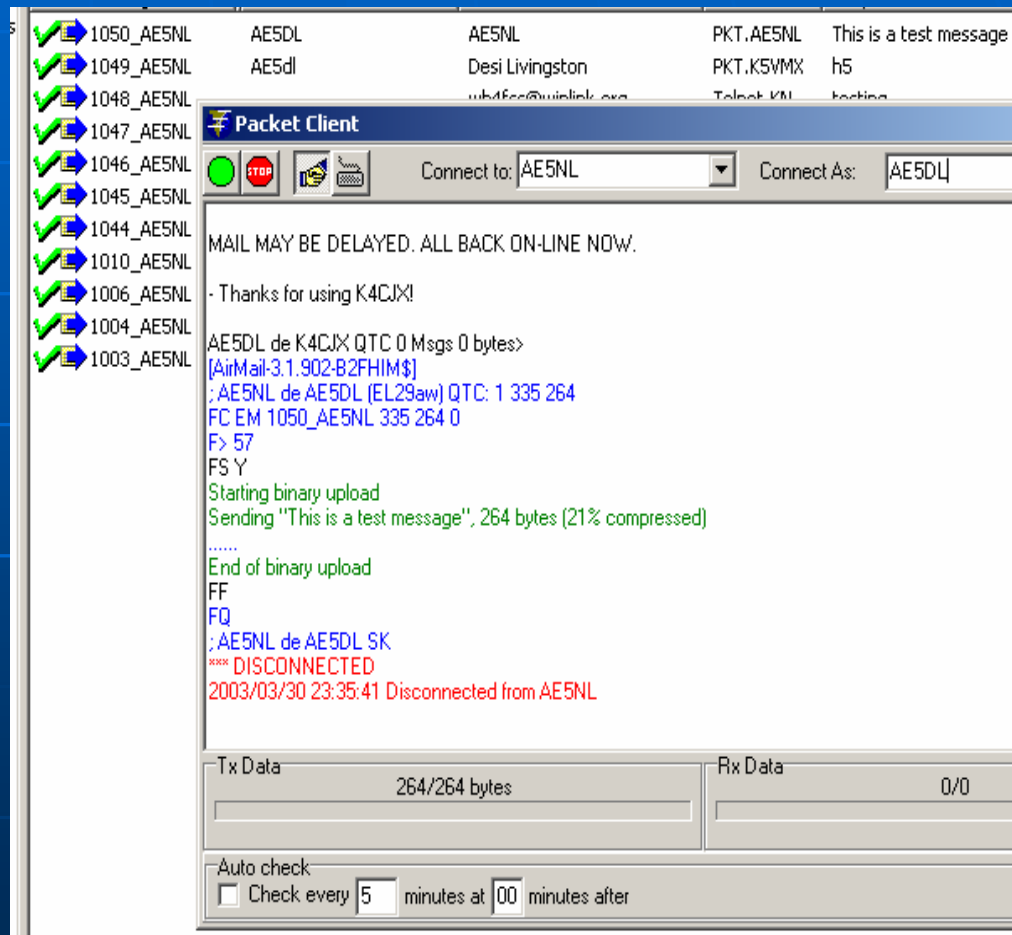 1050_AE5NL AE5DL AE5NL PKT.AE5NL This is a test message
1049_AE5NL AE5dl Desi Livingston PKT.K5VMX h5
1048_AE5NL wb4fcc@winlink.org Telnet-KN testing
1047_AE5NL
1046_AE5NL
1045_AE5NL
1044_AE5NL
1010_AE5NL
1006_AE5NL
1004_AE5NL
1003_AE5NL
Packet Client
STOP Connect to: AE5NL Connect As: AE5DL
MAIL MAY BE DELAYED. ALL BACK ON-LINE NOW.
- Thanks for using K4CJX!
AE5DL de K4CJX QTC 0 Msgs 0 bytes>
[AirMail-3.1.902-B2FHIM$]
; AE5NL de AE5DL (EL29aw) QTC: 1 335 264
FC EM 1050_AE5NL 335 264 0
F> 57
FS Y
Starting binary upload
Sending "This is a test message", 264 bytes (21% compressed)
......
End of binary upload
FF
FQ
; AE5NL de AE5DL SK
*** DISCONNECTED
2003/03/30 23:35:41 Disconnected from AE5NL
Tx Data Rx Data
264/264 bytes 0/0
Auto check
Check every 5 minutes at 00 minutes after